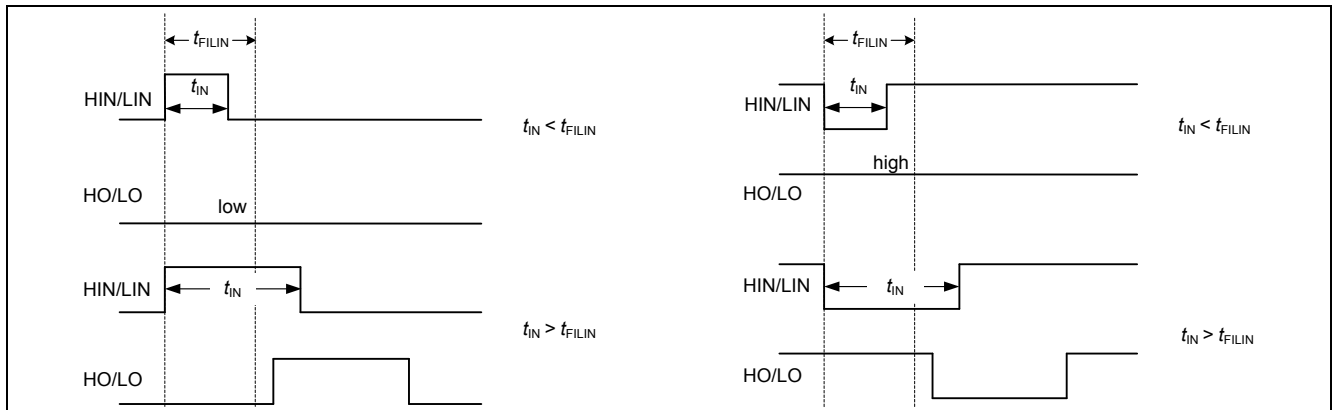 tFILIN
tIN
HIN/LIN
tIN < tFILIN
HO/LO
low
HIN/LIN
tIN
tIN > tFILIN
HO/LO
tFILIN
tIN
HIN/LIN
tIN < tFILIN
high
HO/LO
HIN/LIN
tIN
tIN > tFILIN
HO/LO